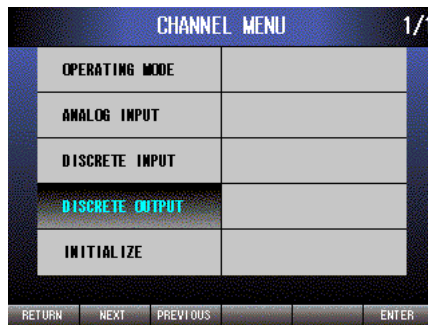 CHANNEL MENU 1/1
OPERATING MODE
ANALOG INPUT
DISCRETE INPUT
DISCRETE OUTPUT
INITIALIZE
RETURN NEXT PREVIOUS ENTER